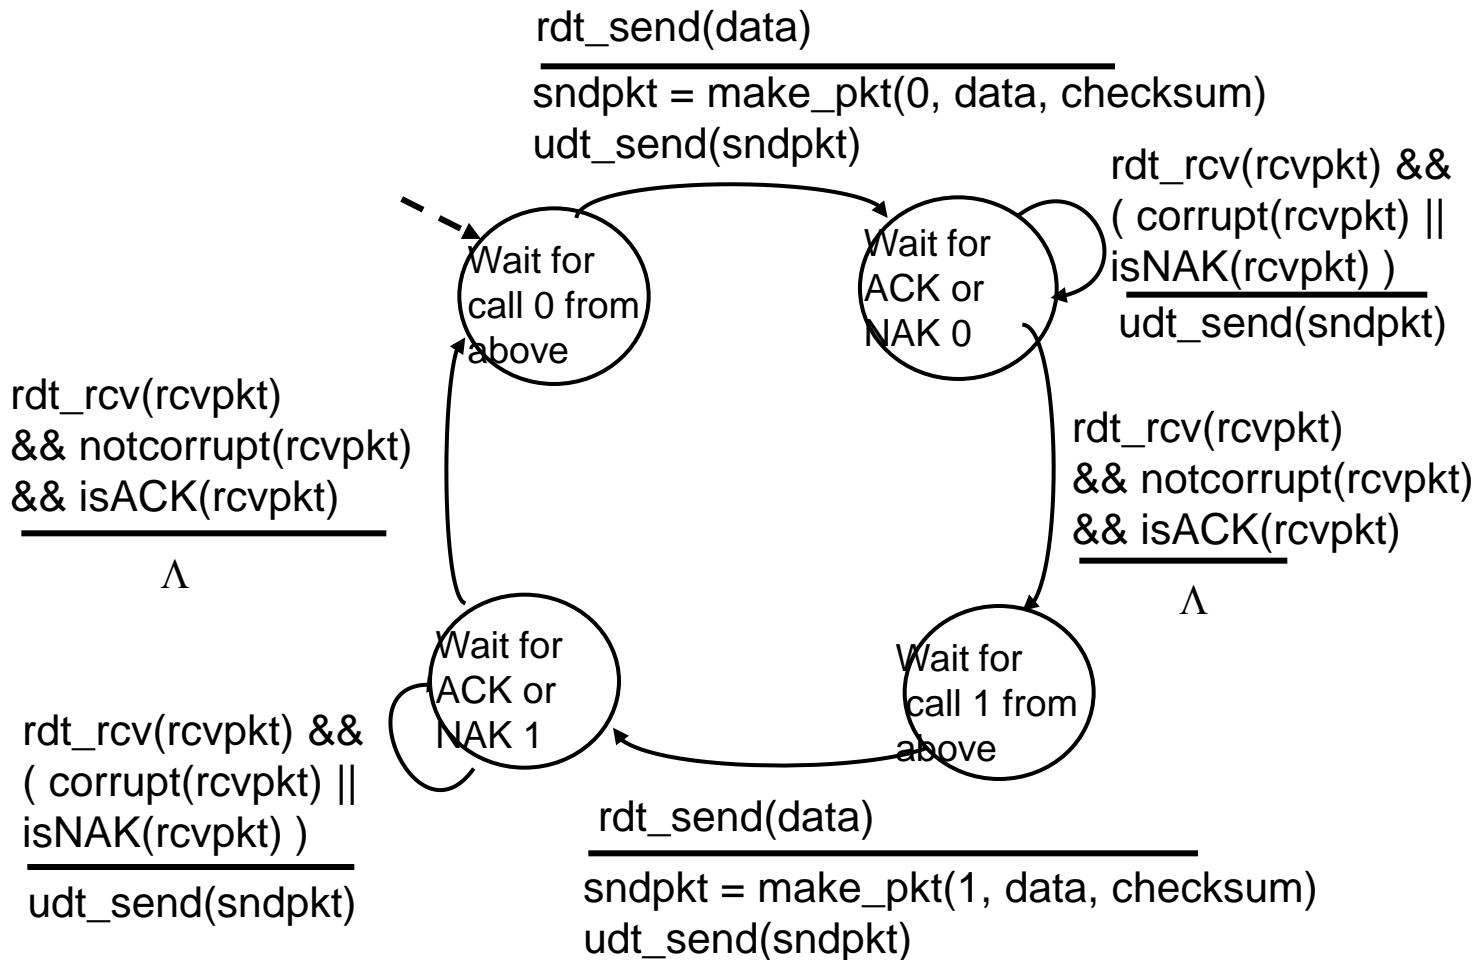 rdt_send(data)
sndpkt = make_pkt(0, data, checksum)
udt_send(sndpkt)
rdt_rcv(rcvpkt) &&
( corrupt(rcvpkt) ||
isNAK(rcvpkt) )
udt_send(sndpkt)
Wait for
call 0 from
above
Wait for
ACK or
NAK 0
rdt_rcv(rcvpkt)
&& notcorrupt(rcvpkt)
&& isACK(rcvpkt)
Λ
rdt_rcv(rcvpkt)
&& notcorrupt(rcvpkt)
&& isACK(rcvpkt)
Λ
Wait for
ACK or
NAK 1
Wait for
call 1 from
above
rdt_rcv(rcvpkt) &&
( corrupt(rcvpkt) ||
isNAK(rcvpkt) )
udt_send(sndpkt)
rdt_send(data)
sndpkt = make_pkt(1, data, checksum)
udt_send(sndpkt)